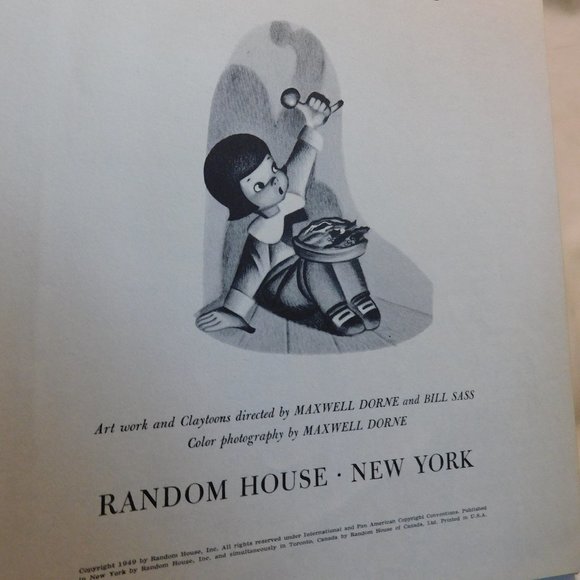 Art work and Claytoons directed by MAXWELL DORNE and BILL SASS
Color photography by MAXWELL DORNE
RANDOM HOUSE · NEW YORK
Copyright 1949 by Random House, Inc. All rights reserved under International and Pan American Copyright Conventions. Published
in New York by Random House, Inc. and simultaneously in Toronto, Canada by Random House of Canada, Ltd. Printed in U.S.A.